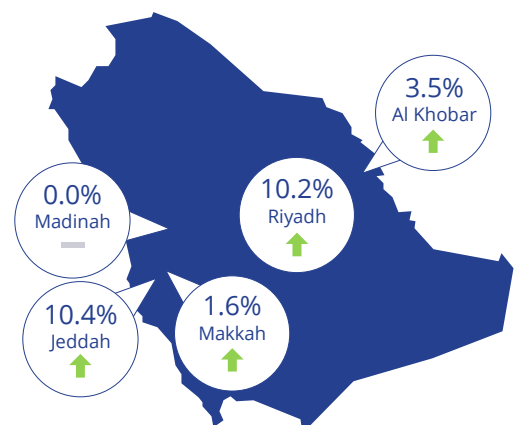 3.5%
Al Khobar
10.2%
Riyadh
0.0%
Madinah
10.4%
Jeddah
1.6%
Makkah